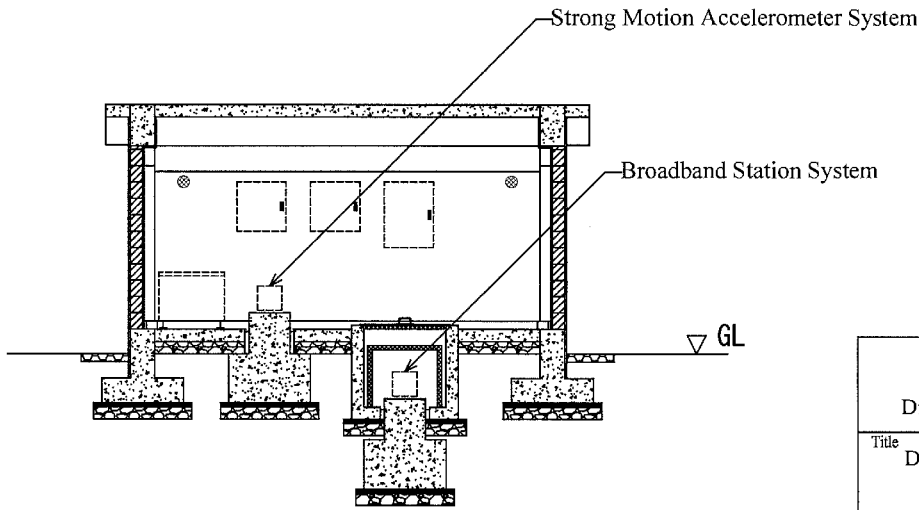 Strong Motion Accelerometer System
Broadband Station System
GL
D
Title
D